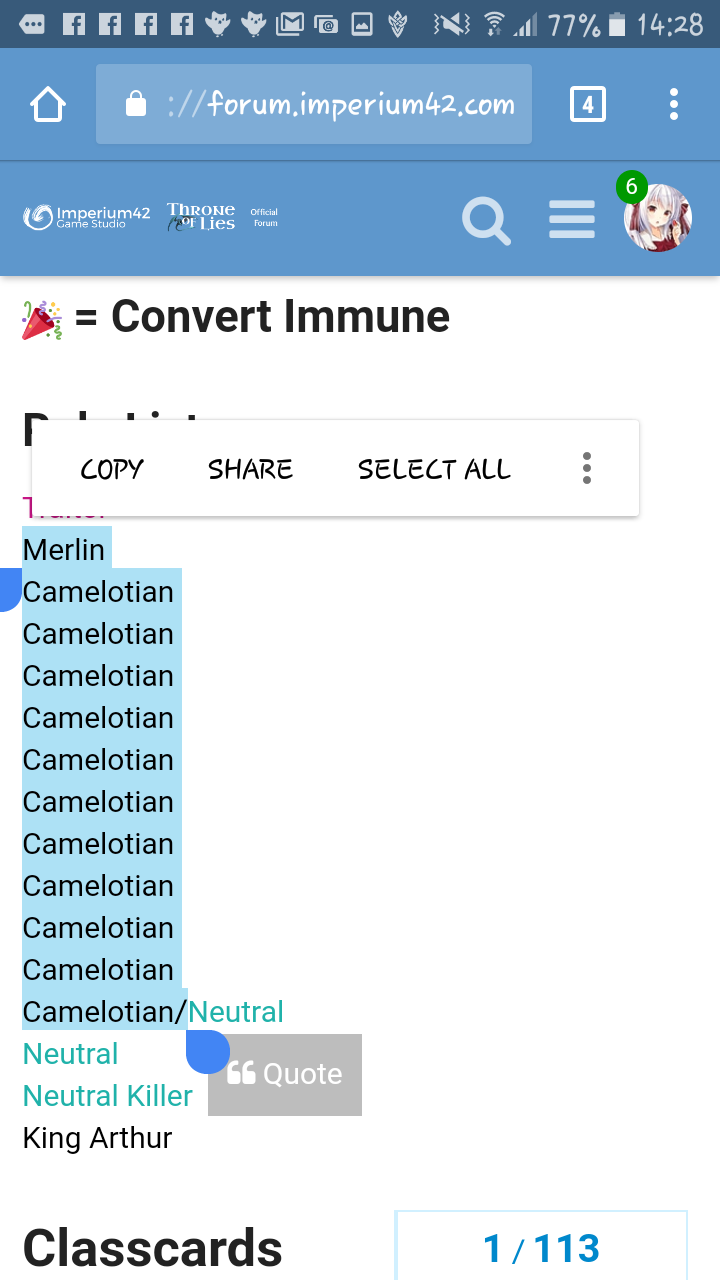 77% 14:28
://forum.imperium42.com
4
Imperium42
Game Studio
Throne
of Lies
Official
Forum
6
= Convert Immune
COPY SHARE SELECT ALL
Merlin
Camelotian
Camelotian
Camelotian
Camelotian
Camelotian
Camelotian
Camelotian
Camelotian
Camelotian
Camelotian
Camelotian/Neutral
Neutral
Quote
Neutral Killer
King Arthur
Classcards
1 / 113